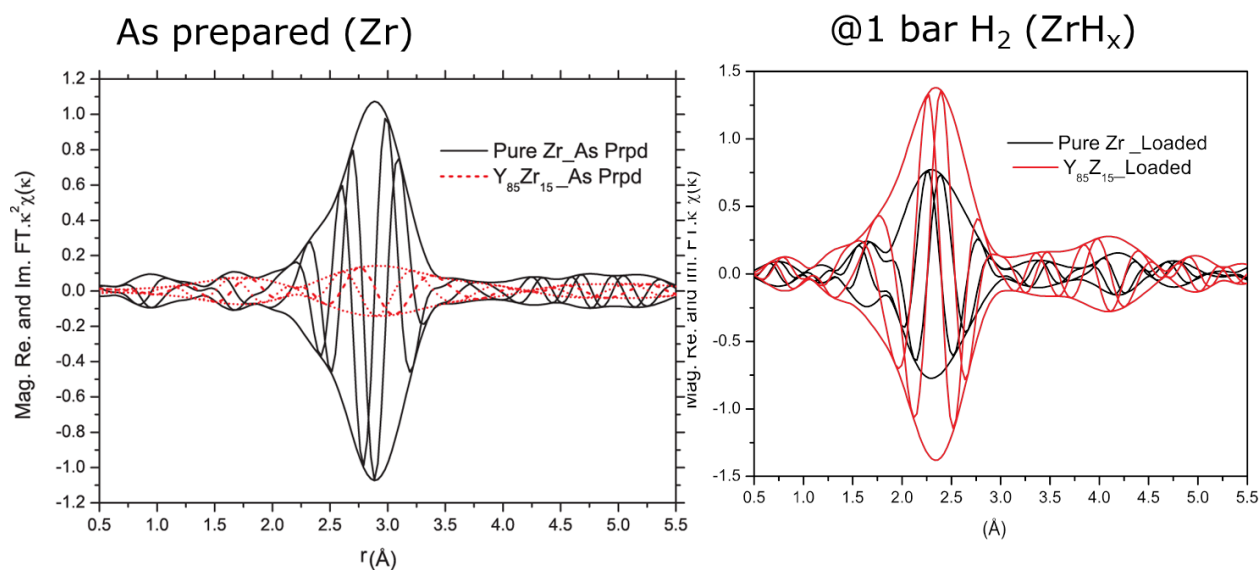 As prepared (Zr)
@1 bar H₂ (ZrHₓ)
Mag. Re. and Im. FT.κ²χ(κ)
1.2
1.0
0.8
0.6
0.4
0.2
0.0
-0.2
-0.4
-0.6
-0.8
-1.0
-1.2
Pure Zr_As Prpd
Y₈₅Zr₁₅_As Prpd
0.5 1.0 1.5 2.0 2.5 3.0 3.5 4.0 4.5 5.0 5.5
r(Å)
Mag. Re. and Im. FT.κ χ(κ)
1.5
1.0
0.5
0.0
-0.5
-1.0
-1.5
Pure Zr _Loaded
Y₈₅Z₁₅_Loaded
0.5 1.0 1.5 2.0 2.5 3.0 3.5 4.0 4.5 5.0 5.5
(Å)